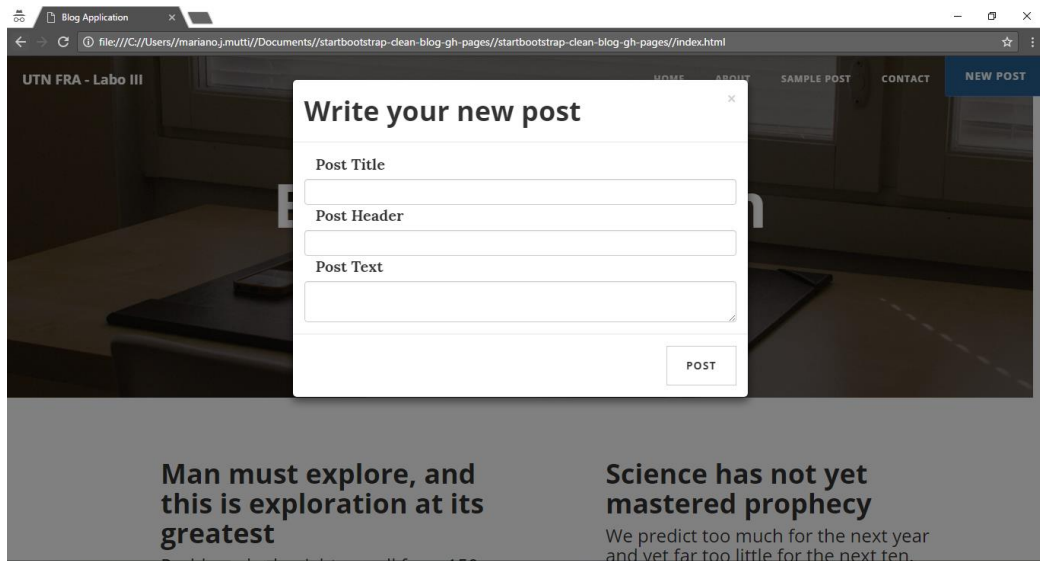 Blog Application
file:///C://Users//mariano.j.mutti//Documents//startbootstrap-clean-blog-gh-pages//startbootstrap-clean-blog-gh-pages//index.html
UTN FRA - Labo III
HOME ABOUT SAMPLE POST CONTACT NEW POST
Write your new post
Post Title
Post Header
Post Text
POST
Man must explore, and
this is exploration at its
greatest
Science has not yet
mastered prophecy
We predict too much for the next year
and yet far too little for the next ten.